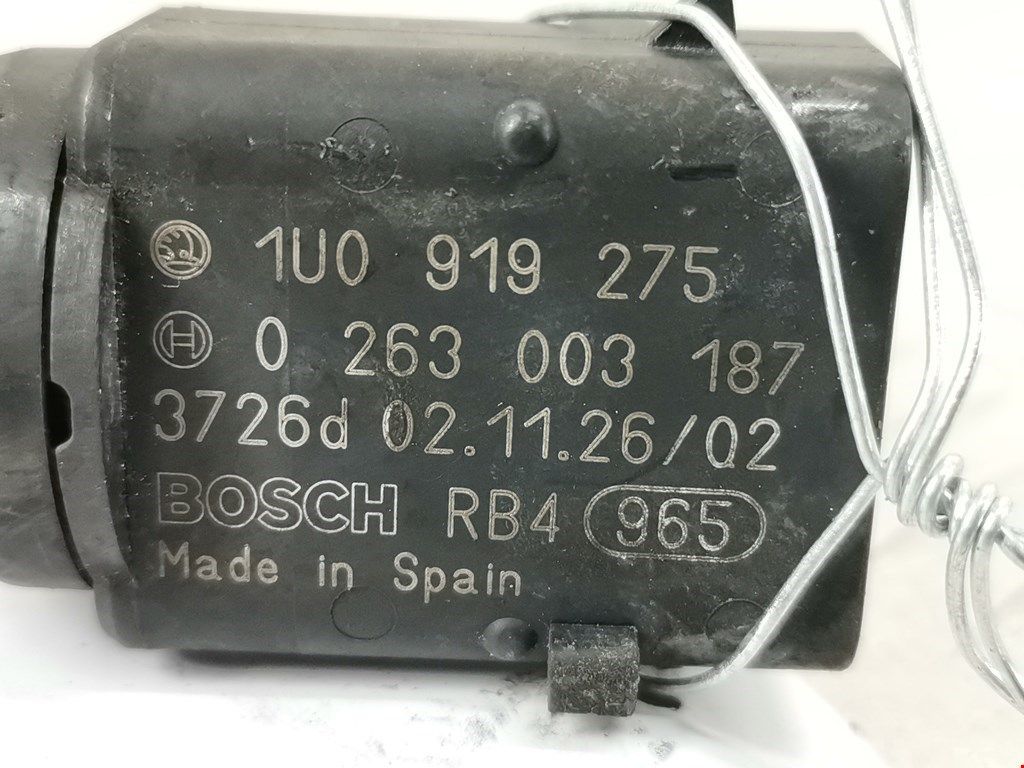 1U0 919 275
0 263 003 187
3726d 02.11.26/02
BOSCH RB4 965
Made in Spain